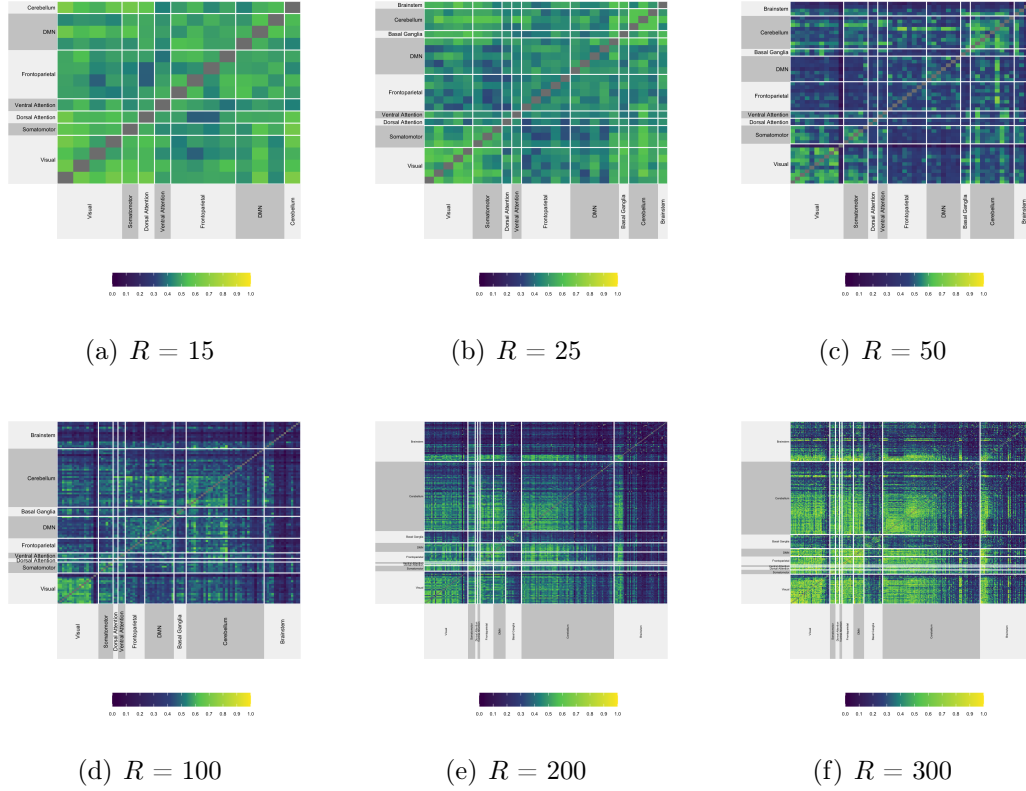 Cerebellum
DMN
Frontoparietal
Ventral Attention
Dorsal Attention
Somatomotor
Visual
Visual
Somatomotor
Dorsal Attention
Ventral Attention
Frontoparietal
DMN
Cerebellum
0.0 0.1 0.2 0.3 0.4 0.5 0.6 0.7 0.8 0.9 1.0
(a) R = 15
Brainstem
Cerebellum
Basal Ganglia
DMN
Frontoparietal
Ventral Attention
Dorsal Attention
Somatomotor
Visual
Visual
Somatomotor
Dorsal Attention
Ventral Attention
Frontoparietal
DMN
Basal Ganglia
Cerebellum
Brainstem
0.0 0.1 0.2 0.3 0.4 0.5 0.6 0.7 0.8 0.9 1.0
(b) R = 25
Brainstem
Cerebellum
Basal Ganglia
DMN
Frontoparietal
Ventral Attention
Dorsal Attention
Somatomotor
Visual
Visual
Somatomotor
Dorsal Attention
Ventral Attention
Frontoparietal
DMN
Basal Ganglia
Cerebellum
Brainstem
0.0 0.1 0.2 0.3 0.4 0.5 0.6 0.7 0.8 0.9 1.0
(c) R = 50
Brainstem
Cerebellum
Basal Ganglia
DMN
Frontoparietal
Ventral Attention
Dorsal Attention
Somatomotor
Visual
Visual
Somatomotor
Dorsal Attention
Ventral Attention
Frontoparietal
DMN
Basal Ganglia
Cerebellum
Brainstem
0.0 0.1 0.2 0.3 0.4 0.5 0.6 0.7 0.8 0.9 1.0
(d) R = 100
Brainstem
Cerebellum
Basal Ganglia
DMN
Frontoparietal
Somatomotor
Visual
Visual
Somatomotor
Frontoparietal
DMN
Basal Ganglia
Cerebellum
Brainstem
0.0 0.1 0.2 0.3 0.4 0.5 0.6 0.7 0.8 0.9 1.0
(e) R = 200
Brainstem
Cerebellum
Basal Ganglia
DMN
Frontoparietal
Dorsal Attention
Somatomotor
Visual
Visual
Somatomotor
Frontoparietal
DMN
Basal Ganglia
Cerebellum
Brainstem
0.0 0.1 0.2 0.3 0.4 0.5 0.6 0.7 0.8 0.9 1.0
(f) R = 300